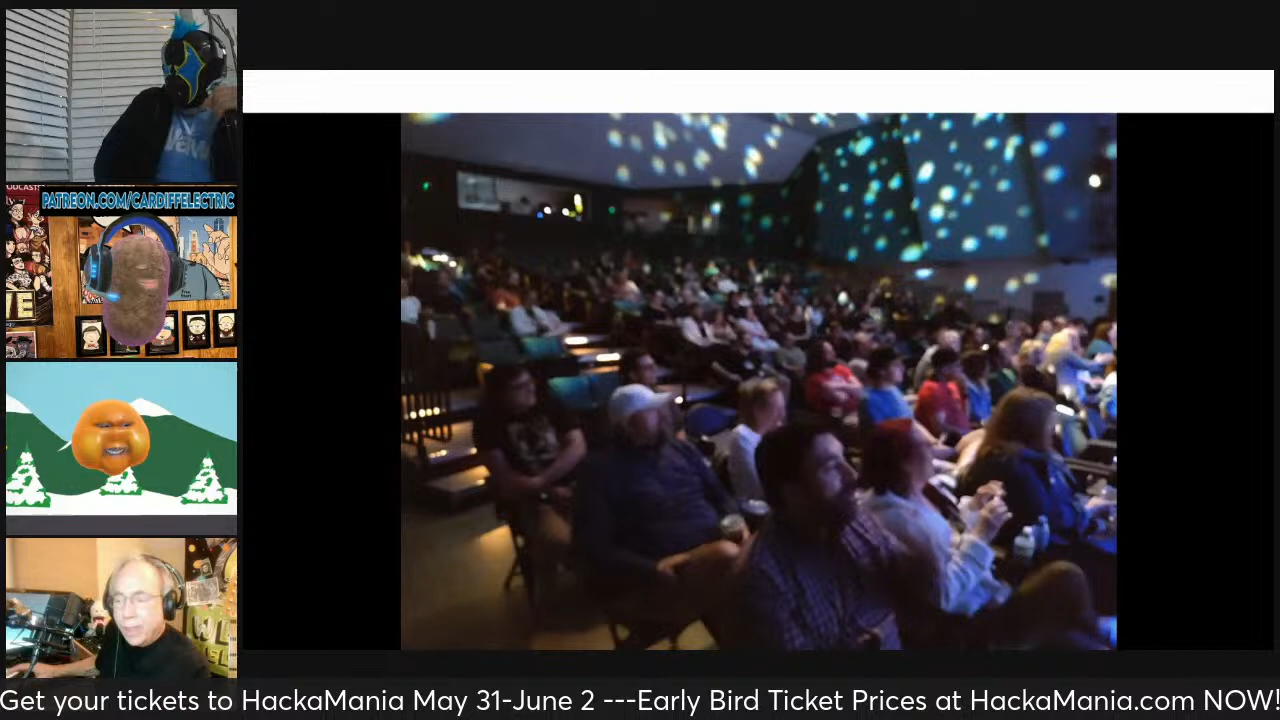 PATREON.COM/CARDIFFELECTRIC
Get your tickets to HackaMania May 31-June 2 ---Early Bird Ticket Prices at HackaMania.com NOW!